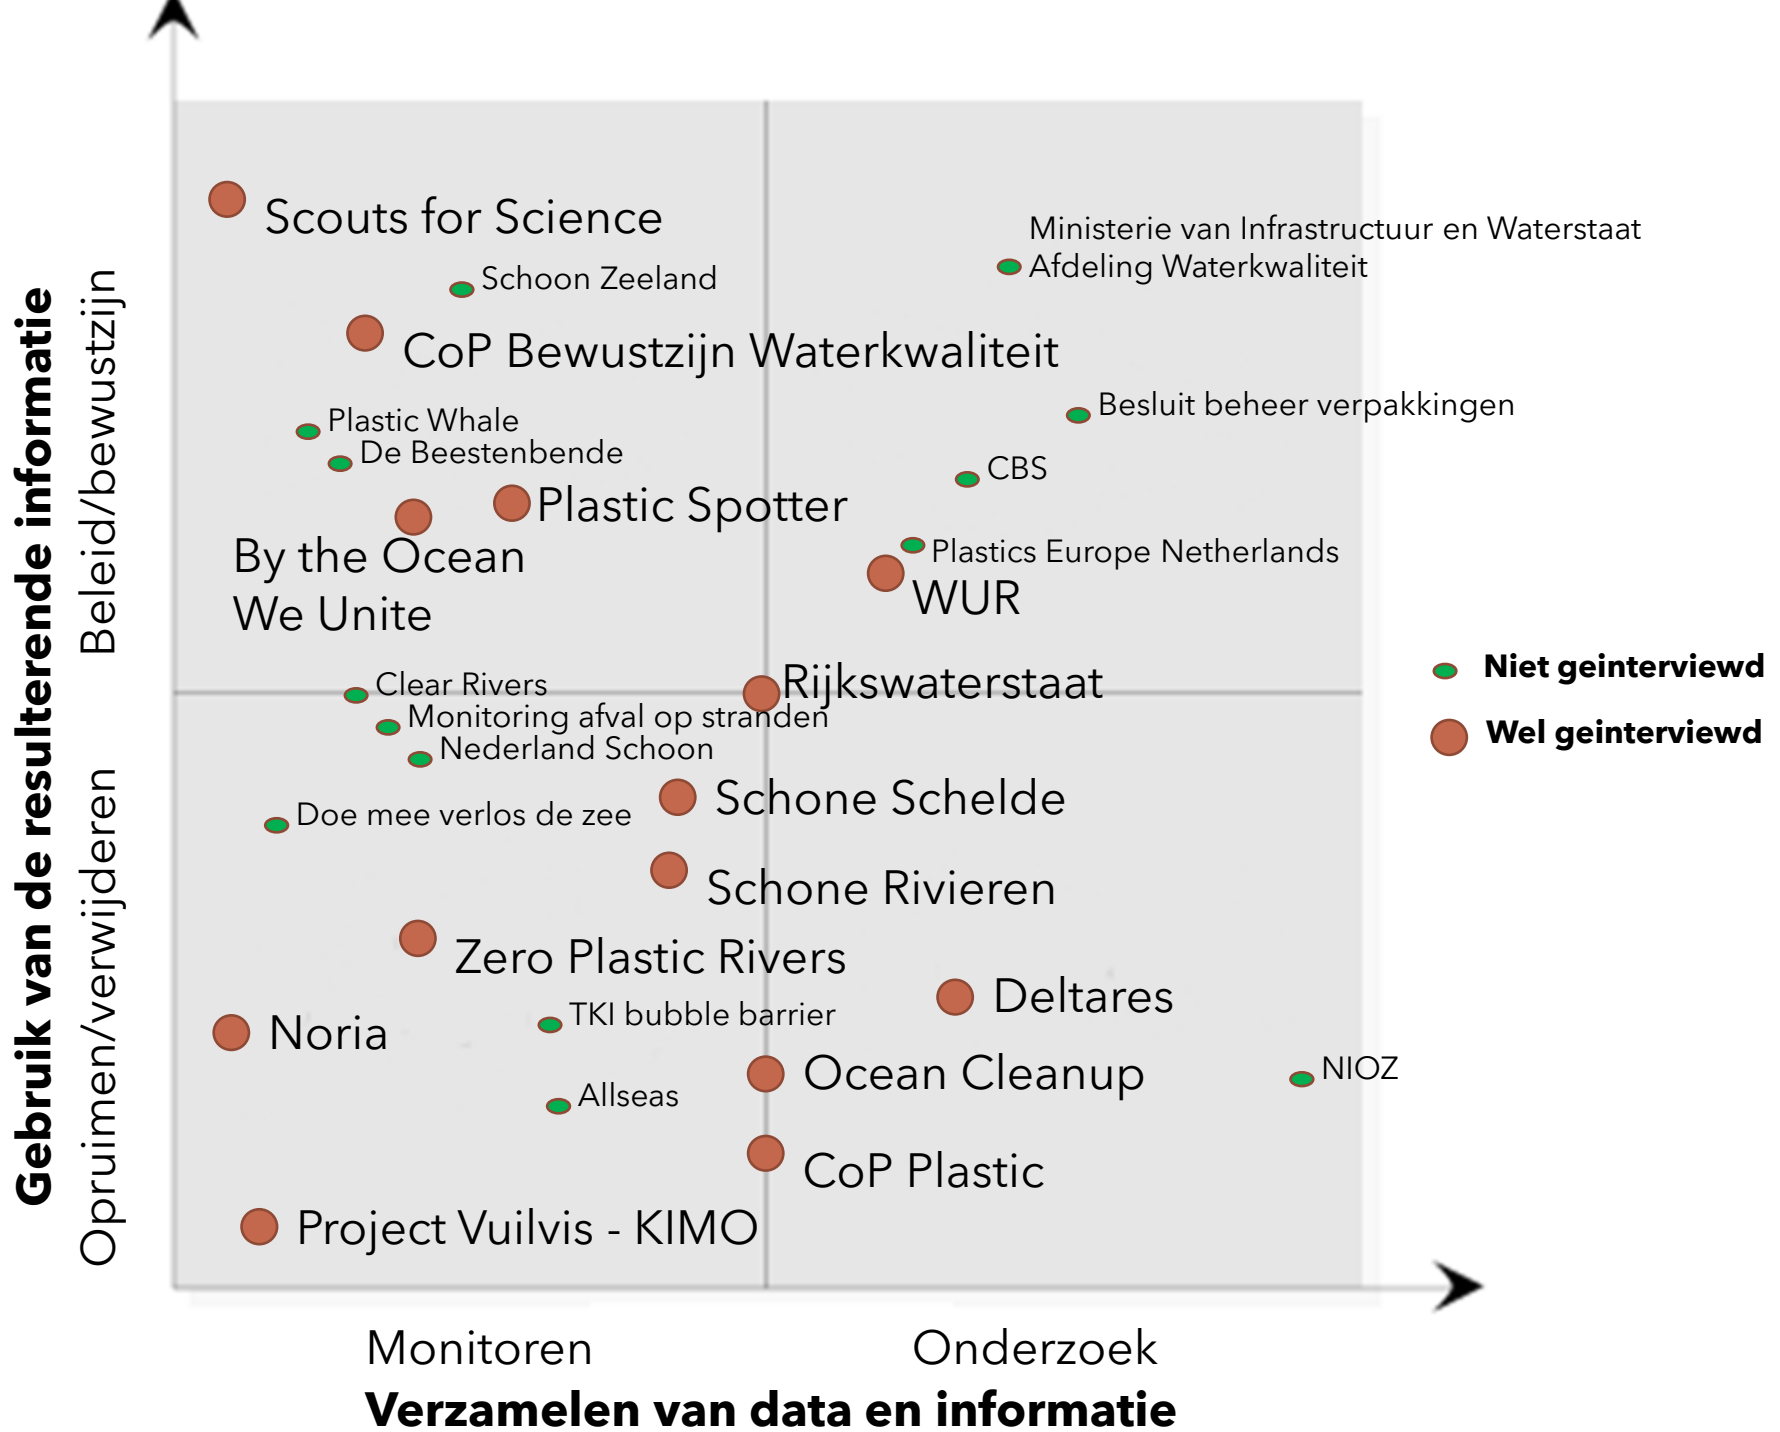 Scouts for Science
Ministerie van Infrastructuur en Waterstaat
Afdeling Waterkwaliteit
Schoon Zeeland
CoP Bewustzijn Waterkwaliteit
Besluit beheer verpakkingen
Plastic Whale
De Beestenbende
CBS
Plastic Spotter
By the Ocean
We Unite
Plastics Europe Netherlands
WUR
Rijkswaterstaat
Clear Rivers
Monitoring afval op stranden
Nederland Schoon
Schone Schelde
Doe mee verlos de zee
Schone Rivieren
Zero Plastic Rivers
Deltares
TKI bubble barrier
Noria
Ocean Cleanup
NIOZ
Allseas
CoP Plastic
Project Vuilvis - KIMO
Niet geinterviewd
Wel geinterviewd
Gebruik van de resulterende informatie
Beleid/bewustzijn
Opruimen/verwijderen
Monitoren
Onderzoek
Verzamelen van data en informatie